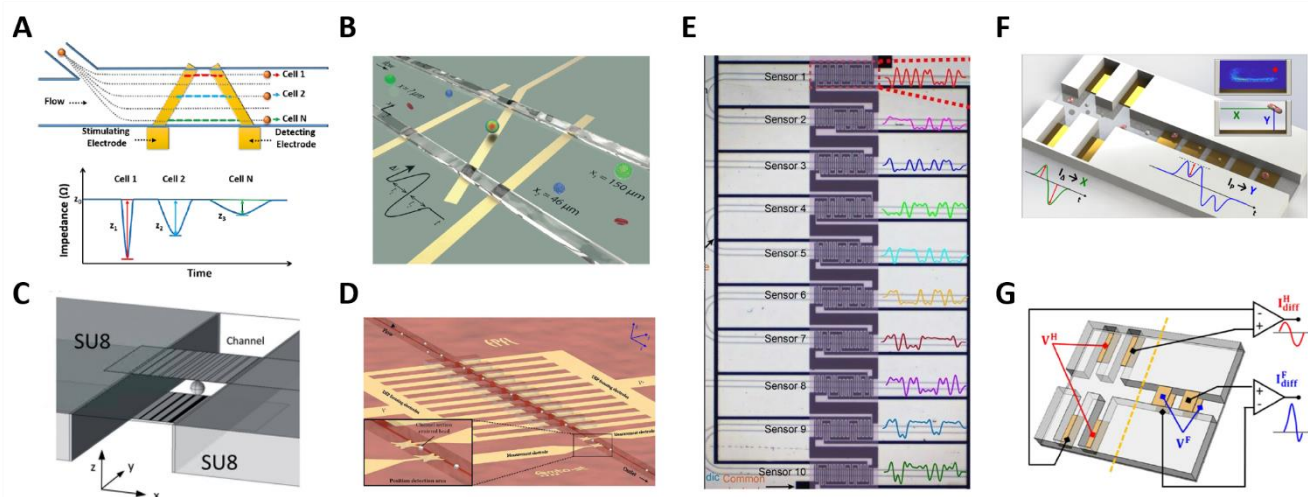 A
Cell 1
Cell 2
Flow
Cell N
Stimulating
Electrode
Detecting
Electrode
Cell 1 Cell 2 Cell N
Impedance (Ω)
z₀
z₁
z₂
z₃
Time
B
x₂ = 46 μm
x₃ = 150 μm
t
C
SU8
Channel
SU8
z
y
x
D
Measurement electrode
Position detection area
Outlet
E
Sensor 1
Sensor 2
Sensor 3
Sensor 4
Sensor 5
Sensor 6
Sensor 7
Sensor 8
Sensor 9
Sensor 10
dic Common
F
X
Y
t
t
G
V^H
I^H_diff
I^F_diff
V^F
-
+
+
-